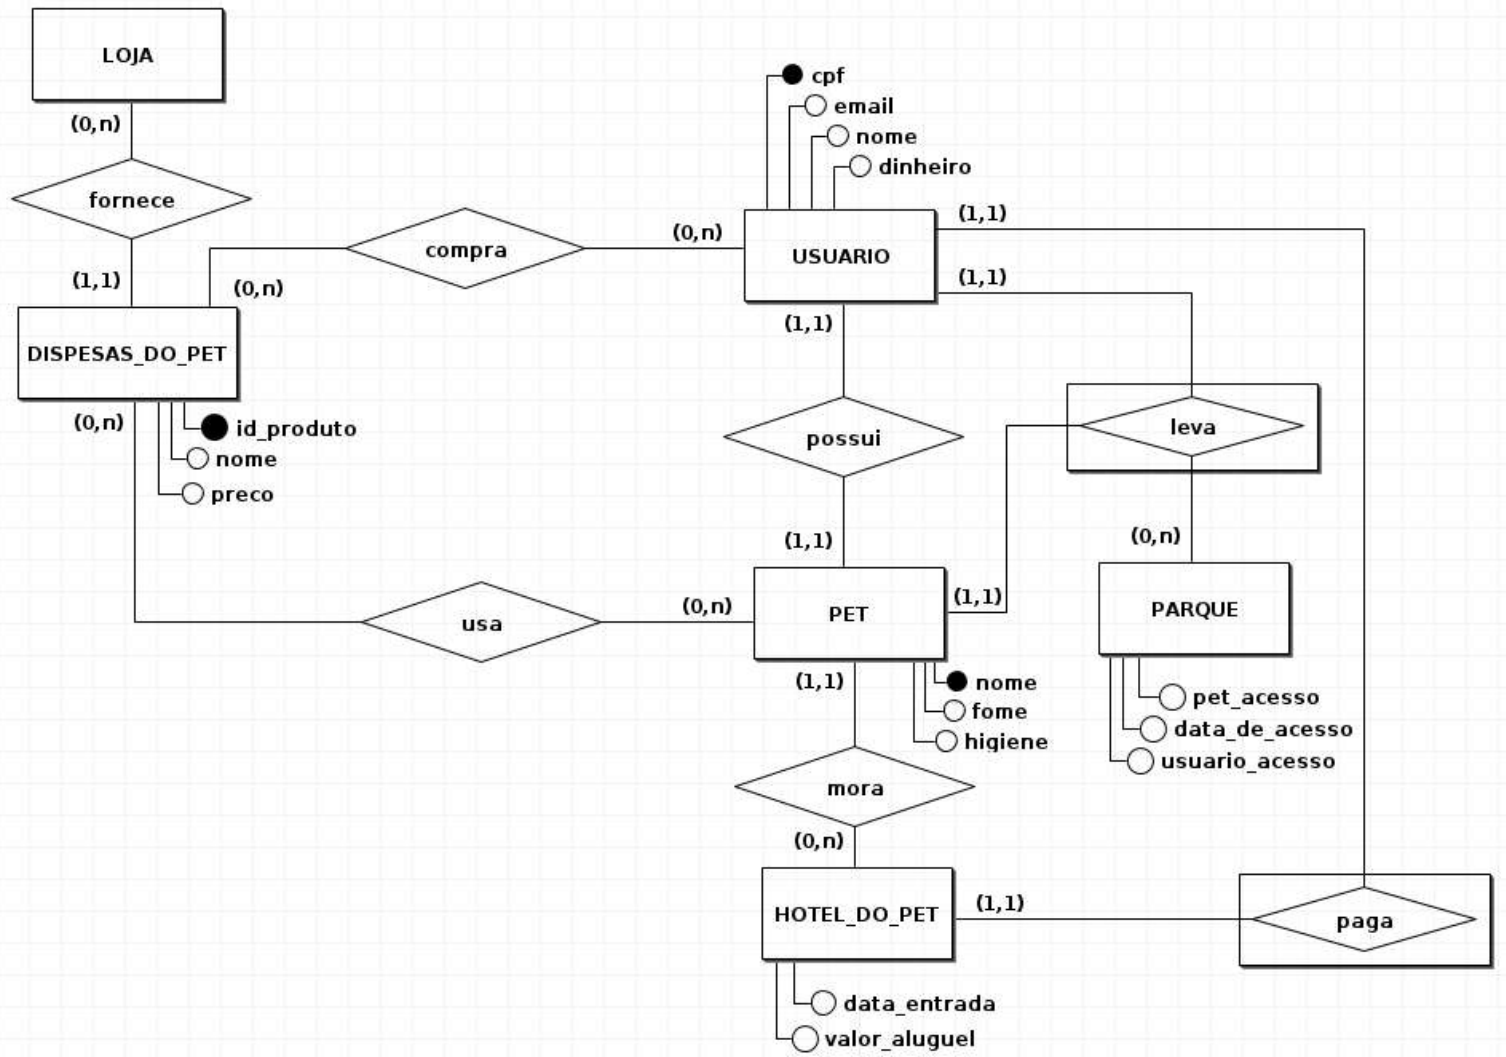 LOJA
(0,n)
fornece
(1,1)
cpf
email
nome
dinheiro
compra
(0,n)
(0,n)
USUARIO
(1,1)
(1,1)
(1,1)
DISPESAS_DO_PET
(0,n)
id_produto
nome
preco
possui
leva
(1,1)
(0,n)
usa
(0,n)
PET
(1,1)
PARQUE
(1,1)
nome
fome
higiene
pet_acesso
data_de_acesso
usuario_acesso
mora
(0,n)
HOTEL_DO_PET
(1,1)
paga
data_entrada
valor_aluguel